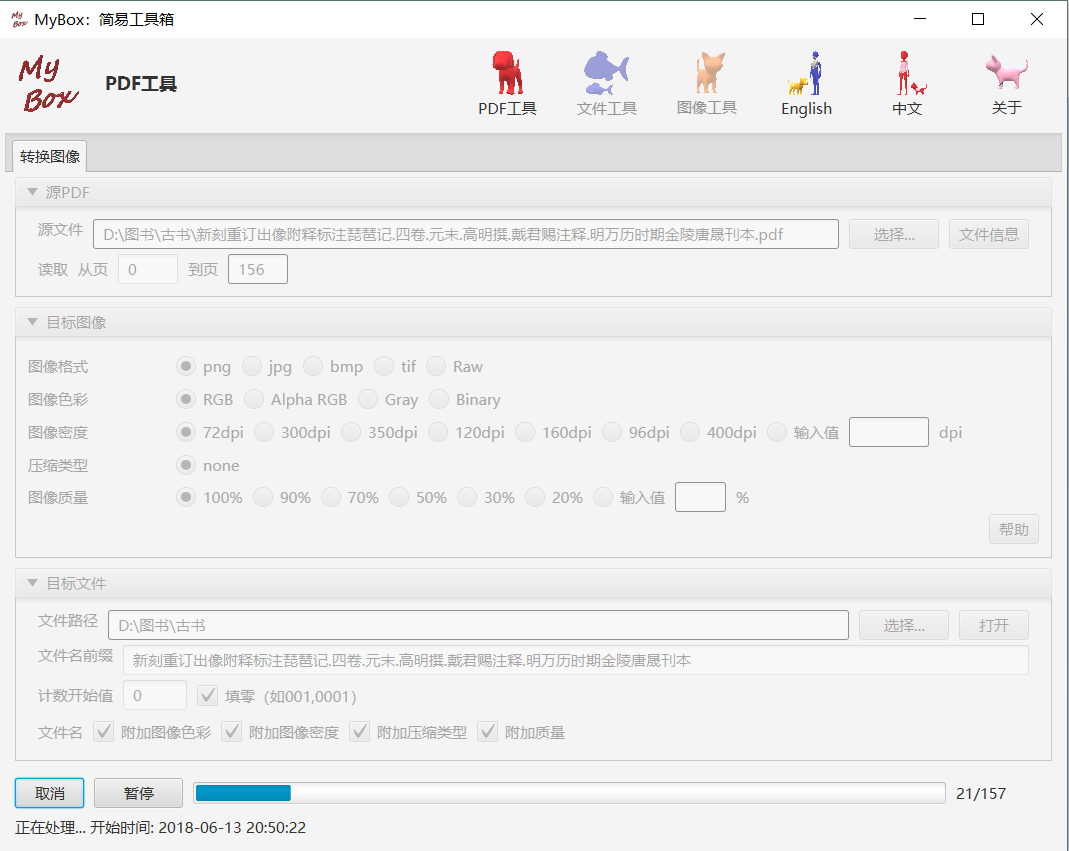 My Box MyBox：简易工具箱
My Box PDF工具 PDF工具 文件工具 图像工具 English 中文 关于
转换图像
源PDF
源文件 D:\图书\古书\新刻重订出像附释标注琵琶记.四卷.元末.高明撰.戴君赐注释.明万历时期金陵唐晟刊本.pdf 选择... 文件信息
读取 从页 0 到页 156
目标图像
图像格式 png jpg bmp tif Raw
图像色彩 RGB Alpha RGB Gray Binary
图像密度 72dpi 300dpi 350dpi 120dpi 160dpi 96dpi 400dpi 输入值 dpi
压缩类型 none
图像质量 100% 90% 70% 50% 30% 20% 输入值 %
帮助
目标文件
文件路径 D:\图书\古书 选择... 打开
文件名前缀 新刻重订出像附释标注琵琶记.四卷.元末.高明撰.戴君赐注释.明万历时期金陵唐晟刊本
计数开始值 0 填零（如001,0001）
文件名 附加图像色彩 附加图像密度 附加压缩类型 附加质量
取消 暂停 21/157
正在处理... 开始时间: 2018-06-13 20:50:22